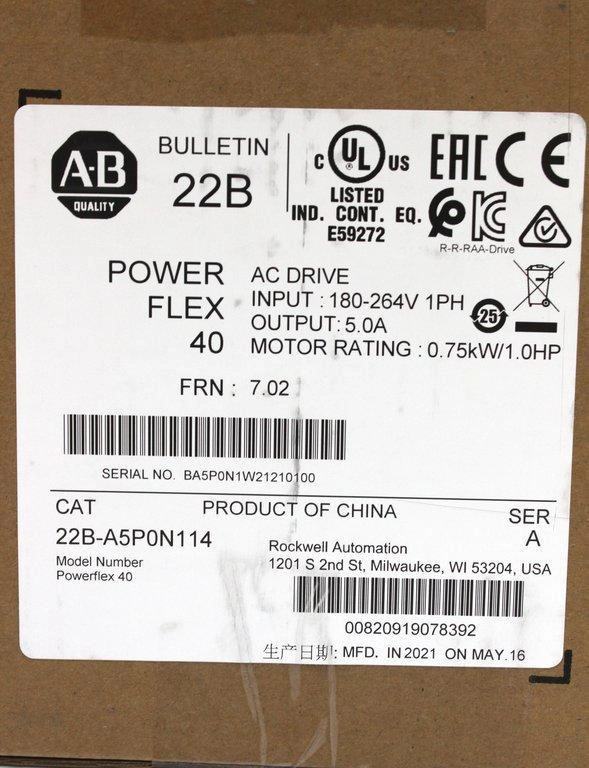 A-B
QUALITY
BULLETIN
22B
C UL US
LISTED
IND. CONT. EQ.
E59272
EAC CE
R-R-RAA-Drive
POWER
FLEX
40
AC DRIVE
INPUT : 180-264V 1PH
OUTPUT: 5.0A
MOTOR RATING : 0.75kW/1.0HP
25
FRN : 7.02
SERIAL NO. BA5P0N1W21210100
CAT
PRODUCT OF CHINA
SER
22B-A5P0N114
A
Model Number
Powerflex 40
Rockwell Automation
1201 S 2nd St, Milwaukee, WI 53204, USA
00820919078392
生产日期: MFD. IN 2021 ON MAY.16